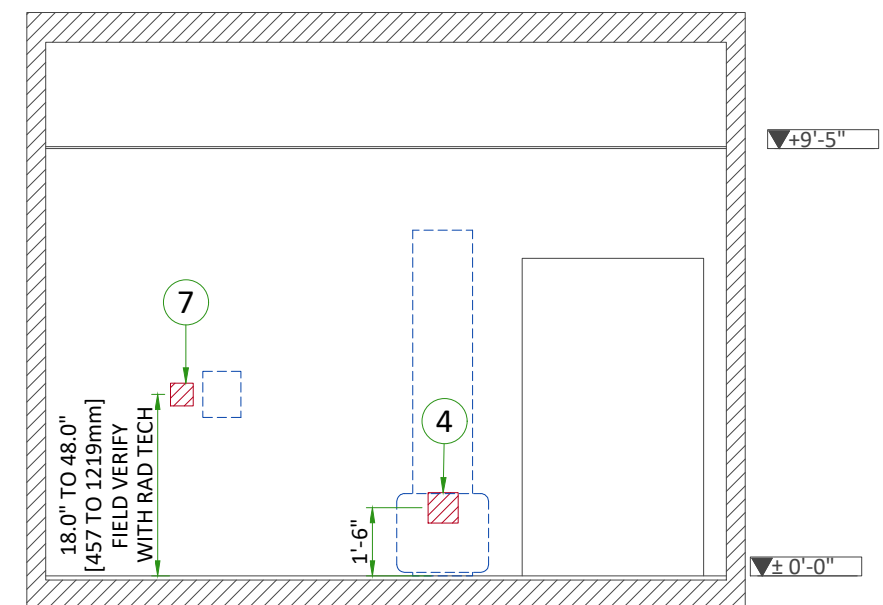 +9'-5"
7
18.0" TO 48.0"
[457 TO 1219mm]
FIELD VERIFY
WITH RAD TECH
4
1'-6"
± 0'-0"